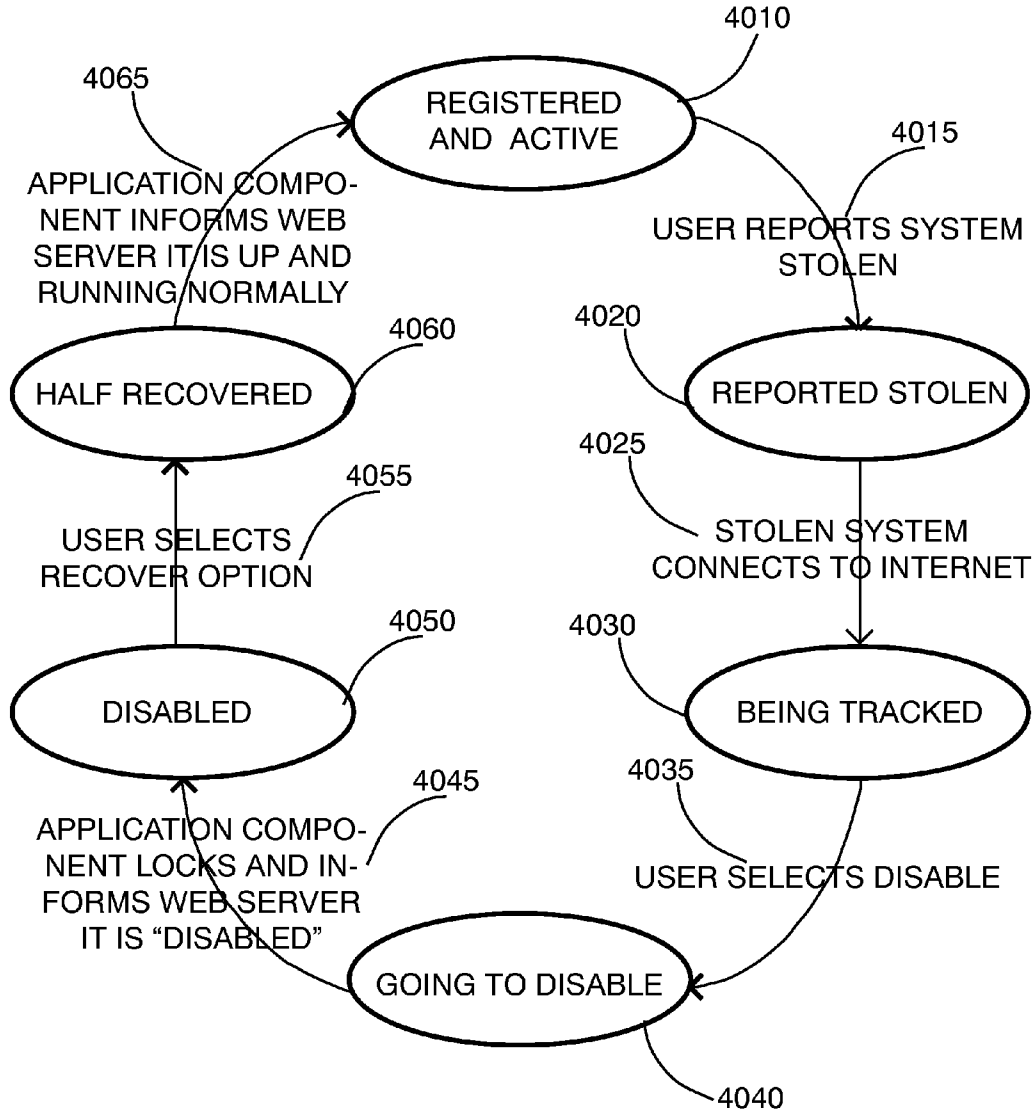 4010
REGISTERED
AND ACTIVE
4065
4015
APPLICATION COMPO-
NENT INFORMS WEB
SERVER IT IS UP AND
RUNNING NORMALLY
USER REPORTS SYSTEM
STOLEN
4060
4020
HALF RECOVERED
REPORTED STOLEN
4055
4025
USER SELECTS
RECOVER OPTION
STOLEN SYSTEM
CONNECTS TO INTERNET
4050
4030
DISABLED
BEING TRACKED
4045
4035
APPLICATION COMPO-
NENT LOCKS AND IN-
FORMS WEB SERVER
IT IS “DISABLED”
USER SELECTS DISABLE
GOING TO DISABLE
4040